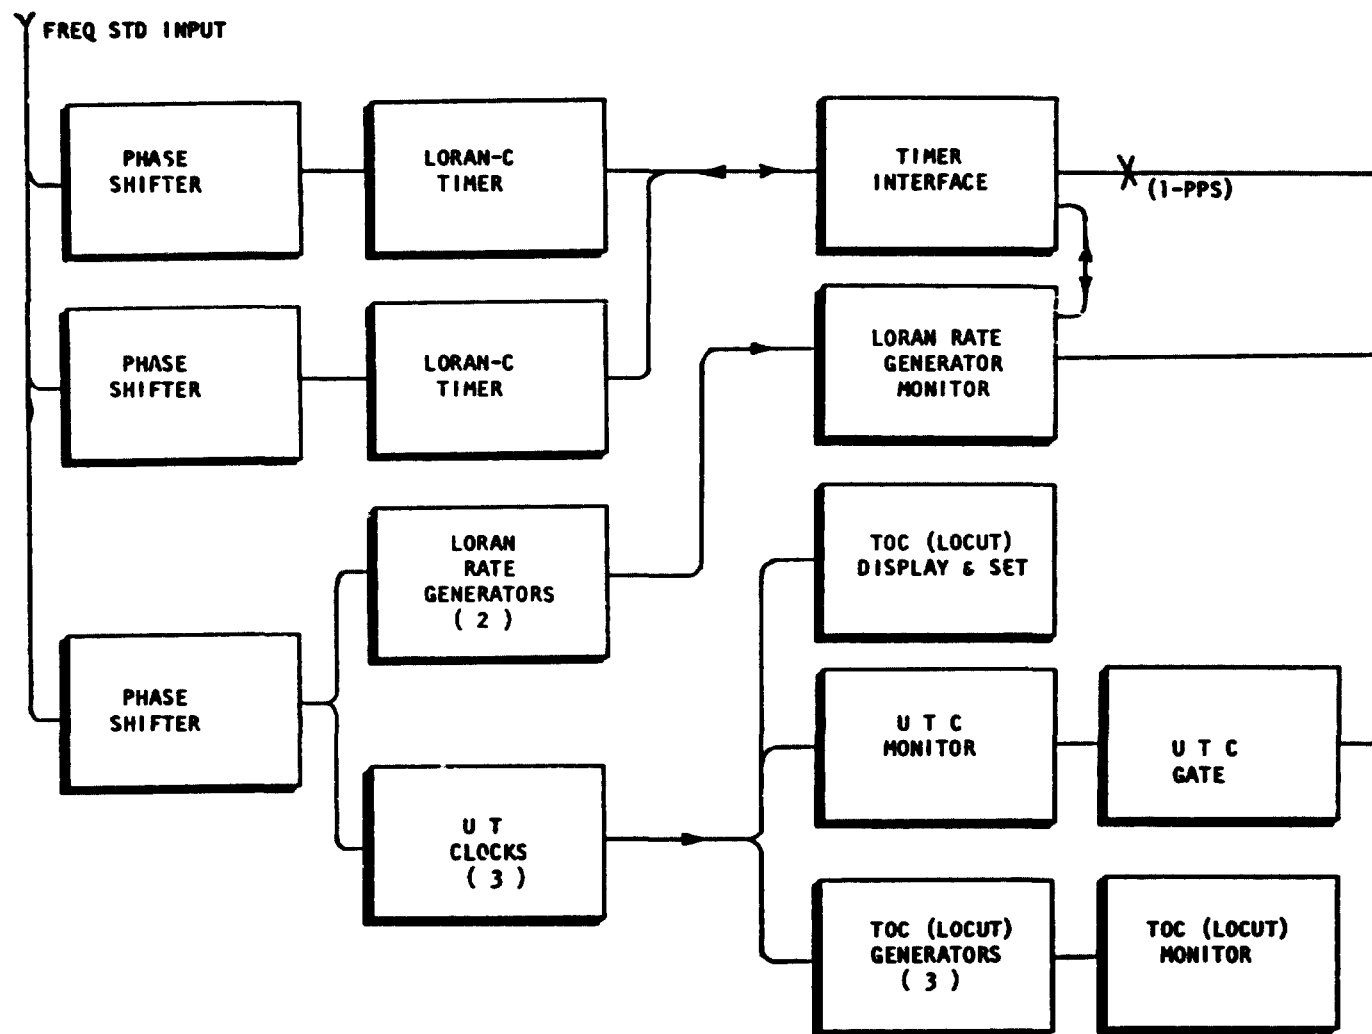 FREQ STD INPUT
PHASE
SHIFTER
LORAN-C
TIMER
TIMER
INTERFACE
(1-PPS)
PHASE
SHIFTER
LORAN-C
TIMER
LORAN RATE
GENERATOR
MONITOR
LORAN
RATE
GENERATORS
( 2 )
TOC (LOCUT)
DISPLAY & SET
PHASE
SHIFTER
U T C
MONITOR
U T C
GATE
U T
CLOCKS
( 3 )
TOC (LOCUT)
GENERATORS
( 3 )
TOC (LOCUT)
MONITOR